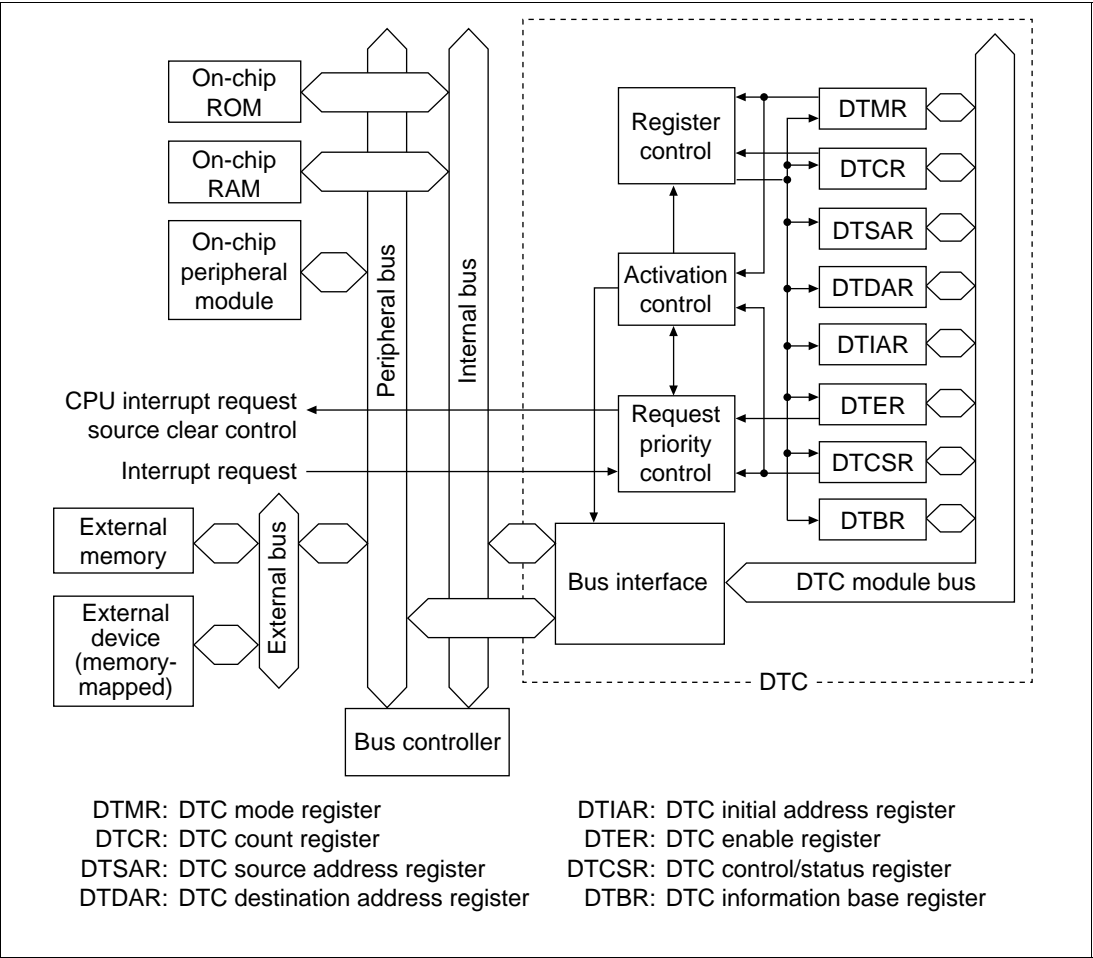 On-chip
ROM
On-chip
RAM
On-chip
peripheral
module
Peripheral bus
Internal bus
Register
control
Activation
control
Request
priority
control
DTMR
DTCR
DTSAR
DTDAR
DTIAR
DTER
DTCSR
DTBR
CPU interrupt request
source clear control
Interrupt request
External
memory
External
device
(memory-
mapped)
External bus
Bus interface
DTC module bus
DTC
Bus controller
DTMR: DTC mode register
DTCR: DTC count register
DTSAR: DTC source address register
DTDAR: DTC destination address register
DTIAR: DTC initial address register
DTER: DTC enable register
DTCSR: DTC control/status register
DTBR: DTC information base register